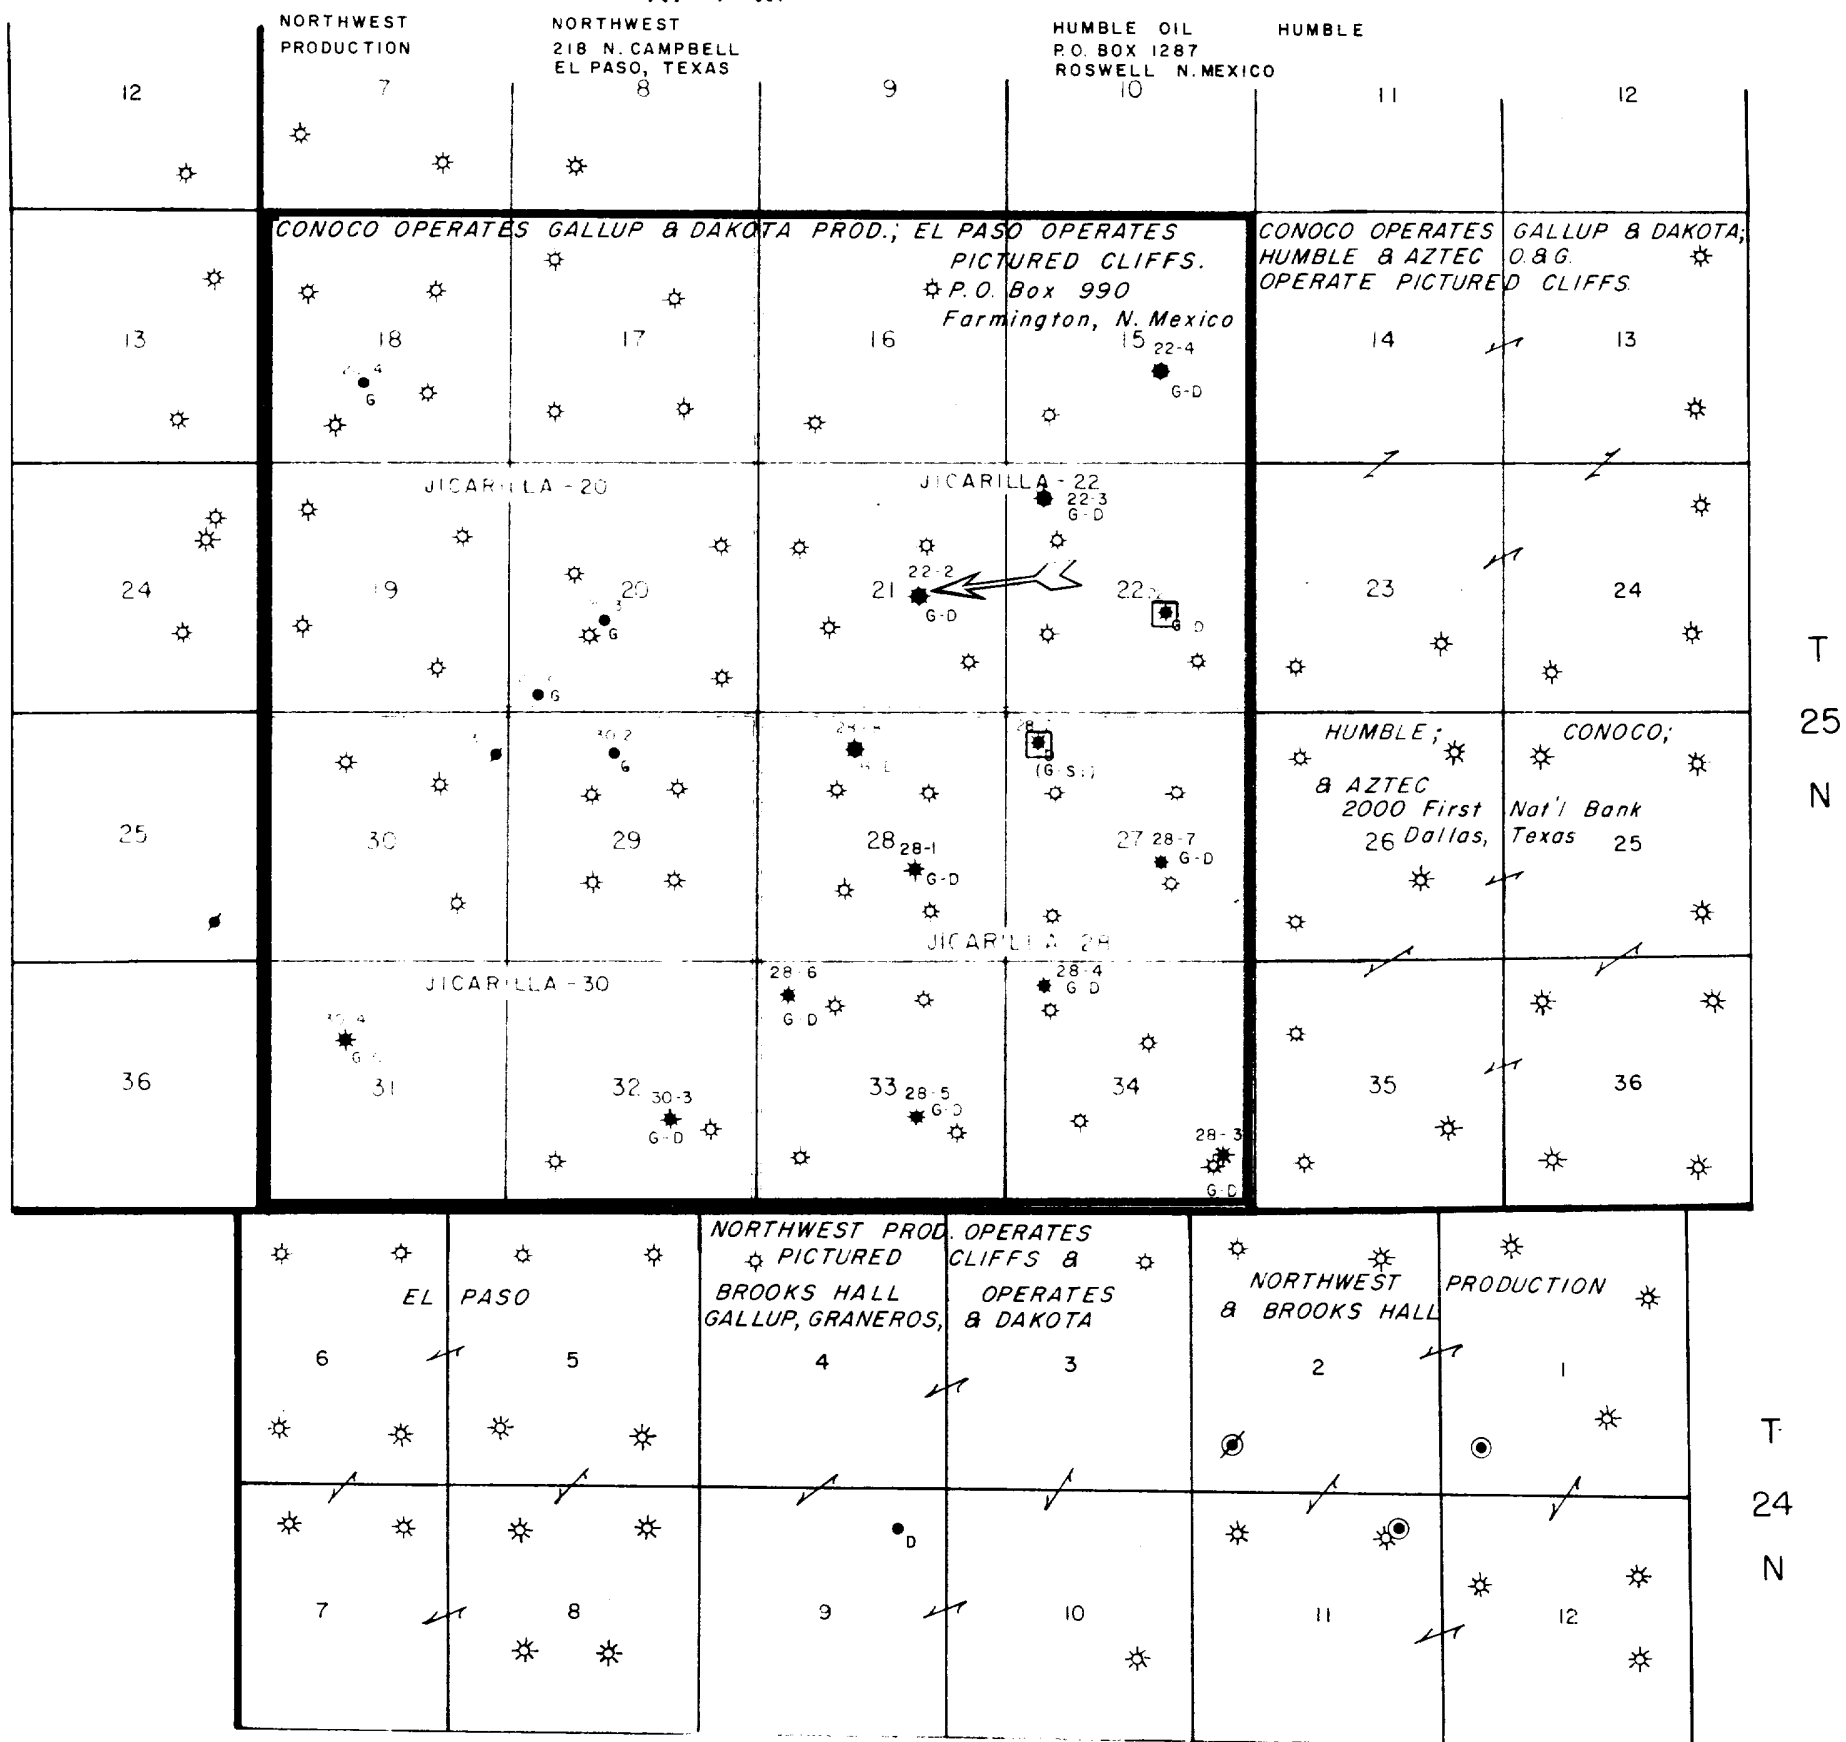 NORTHWEST
PRODUCTION
NORTHWEST
218 N. CAMPBELL
EL PASO, TEXAS
HUMBLE OIL
P.O. BOX 1287
ROSWELL N. MEXICO
HUMBLE
12 7 8 9 10 11 12
CONOCO OPERATES GALLUP & DAKOTA PROD.; EL PASO OPERATES
PICTURED CLIFFS.
P.O. Box 990
Farmington, N. Mexico
CONOCO OPERATES GALLUP & DAKOTA;
HUMBLE & AZTEC O.&G.
OPERATE PICTURED CLIFFS.
13 18 17 16 15 14 13
22-4
G-D
G
JICARILLA-20
JICARILLA-22
22-3
G-D
22-2
24 19 20 21 22 23 24
G-D
G D
G
G
T
25
N
30-2
G
28
(G-Si)
HUMBLE; CONOCO;
& AZTEC
2000 First Nat'l Bank
Dallas, Texas
25 30 29 28 27 26 25
28-1
G-D
28-7
G-D
JICARILLA 28
JICARILLA-30
28-6
G-D
28-4
G D
30-4
36 31 32 33 34 35 36
30-3
G-D
28-5
G-D
28-3
G-D
NORTHWEST PROD. OPERATES
PICTURED CLIFFS &
BROOKS HALL OPERATES
GALLUP, GRANEROS, & DAKOTA
EL PASO
NORTHWEST PRODUCTION
& BROOKS HALL
6 5 4 3 2 1
T
24
N
D
7 8 9 10 11 12